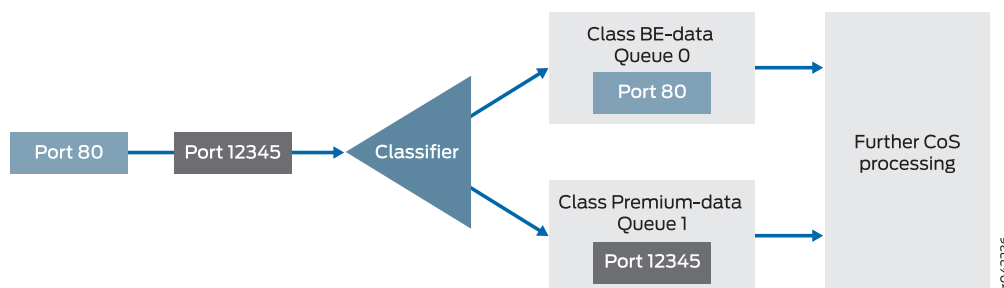 Class BE-data
Queue 0
Port 80
Port 80
Port 12345
Classifier
Further CoS
processing
Class Premium-data
Queue 1
Port 12345